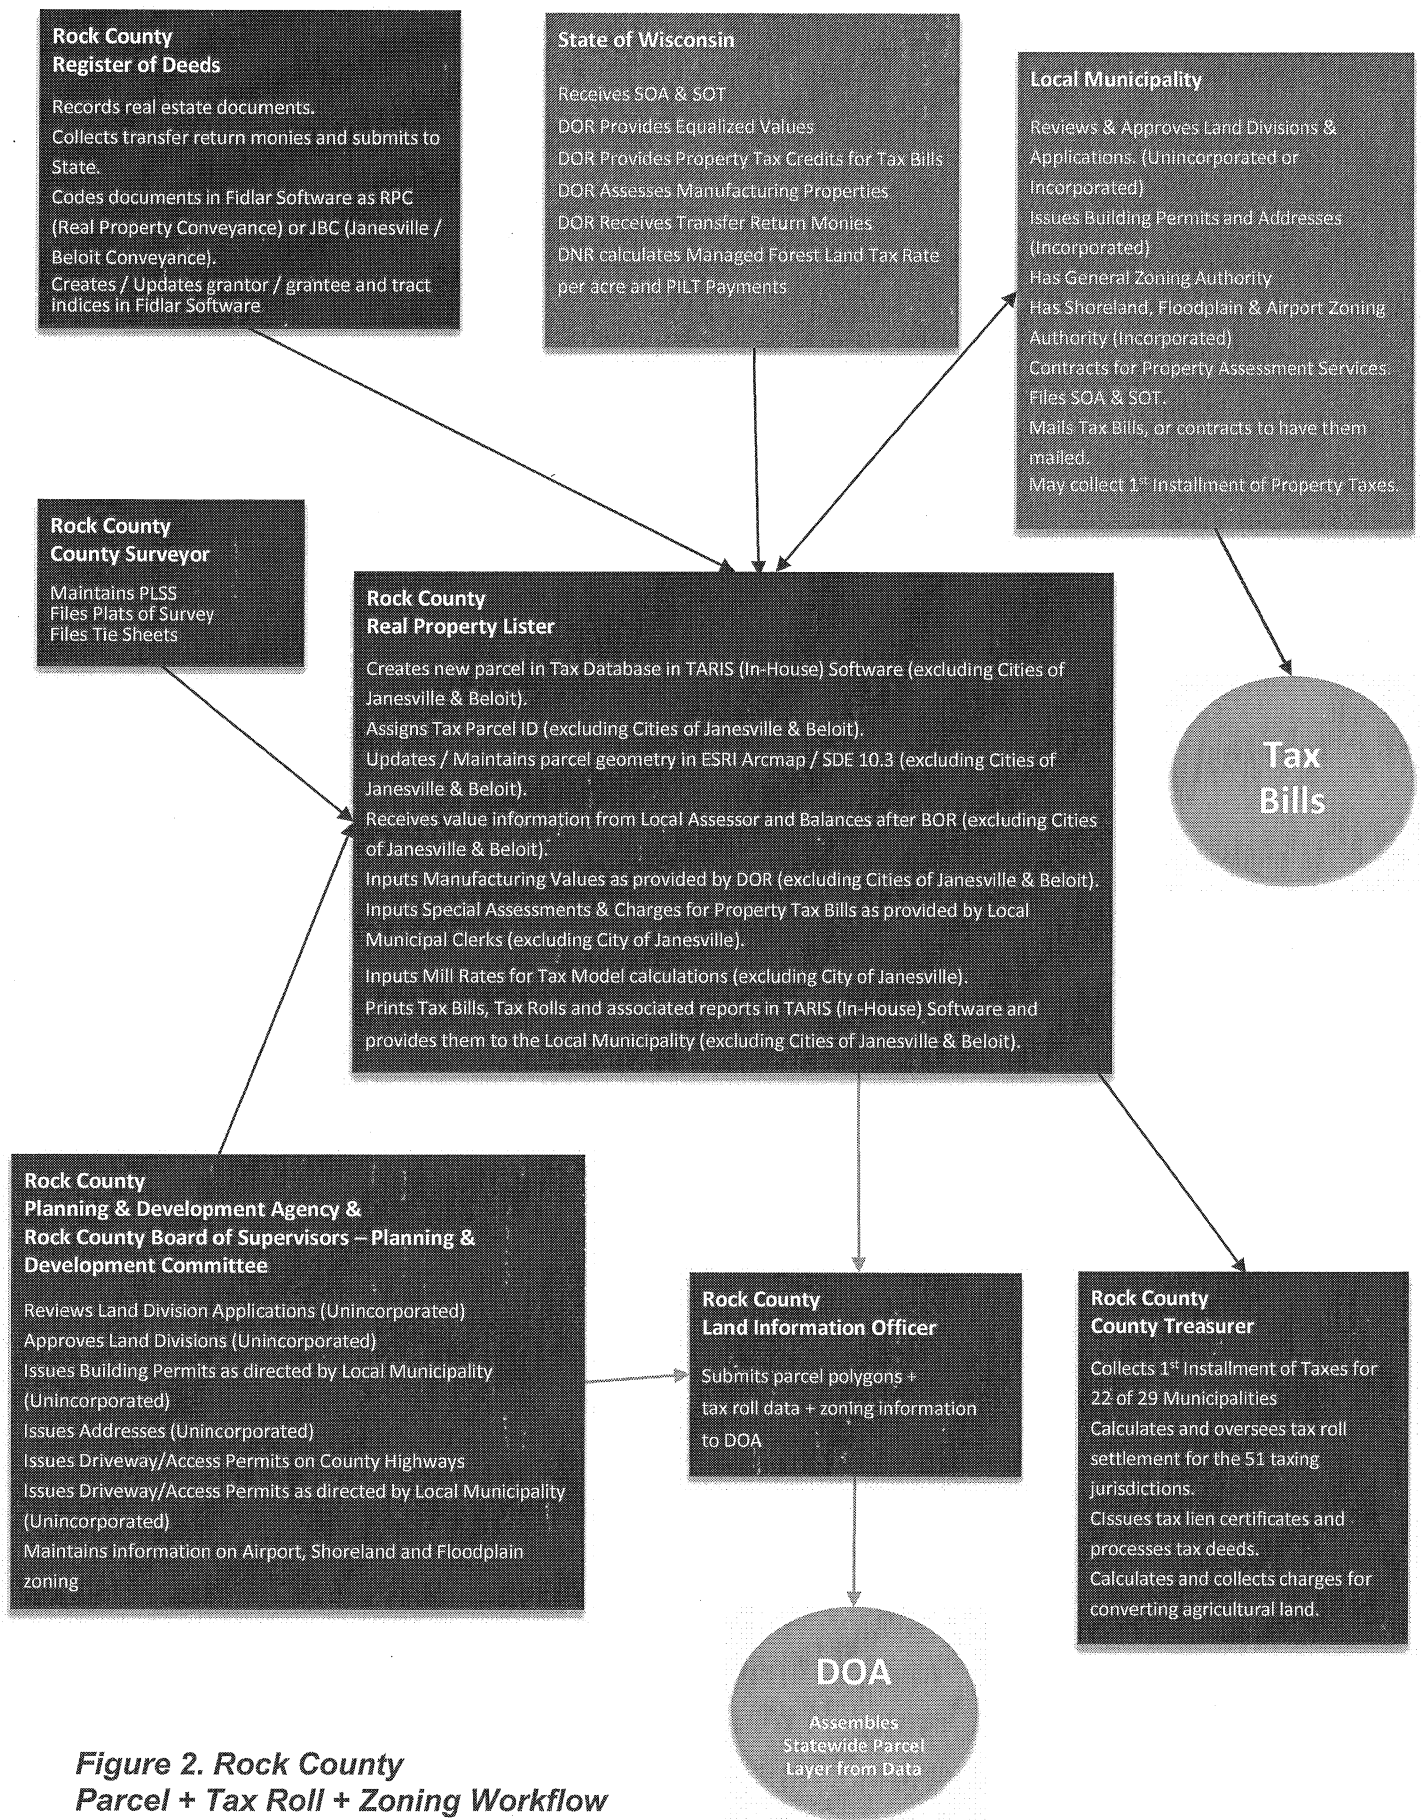 Rock County
Register of Deeds
Records real estate documents.
Collects transfer return monies and submits to
State.
Codes documents in Fidlar Software as RPC
(Real Property Conveyance) or JBC (Janesville /
Beloit Conveyance).
Creates / Updates grantor / grantee and tract
indices in Fidlar Software
State of Wisconsin
Receives SOA & SOT
DOR Provides Equalized Values
DOR Provides Property Tax Credits for Tax Bills
DOR Assesses Manufacturing Properties
DOR Receives Transfer Return Monies
DNR calculates Managed Forest Land Tax Rate
per acre and PILT Payments
Local Municipality
Reviews & Approves Land Divisions &
Applications. (Unincorporated or
Incorporated)
Issues Building Permits and Addresses
(Incorporated)
Has General Zoning Authority
Has Shoreland, Floodplain & Airport Zoning
Authority (Incorporated)
Contracts for Property Assessment Services.
Files SOA & SOT.
Mails Tax Bills, or contracts to have them
mailed.
May collect 1st Installment of Property Taxes.
Rock County
County Surveyor
Maintains PLSS
Files Plats of Survey
Files Tie Sheets
Rock County
Real Property Lister
Creates new parcel in Tax Database in TARIS (In-House) Software (excluding Cities of
Janesville & Beloit).
Assigns Tax Parcel ID (excluding Cities of Janesville & Beloit).
Updates / Maintains parcel geometry in ESRI Arcmap / SDE 10.3 (excluding Cities of
Janesville & Beloit).
Receives value information from Local Assessor and Balances after BOR (excluding Cities
of Janesville & Beloit).
Inputs Manufacturing Values as provided by DOR (excluding Cities of Janesville & Beloit).
Inputs Special Assessments & Charges for Property Tax Bills as provided by Local
Municipal Clerks (excluding City of Janesville).
Inputs Mill Rates for Tax Model calculations (excluding City of Janesville).
Prints Tax Bills, Tax Rolls and associated reports in TARIS (In-House) Software and
provides them to the Local Municipality (excluding Cities of Janesville & Beloit).
Tax
Bills
Rock County
Planning & Development Agency &
Rock County Board of Supervisors – Planning &
Development Committee
Reviews Land Division Applications (Unincorporated)
Approves Land Divisions (Unincorporated)
Issues Building Permits as directed by Local Municipality
(Unincorporated)
Issues Addresses (Unincorporated)
Issues Driveway/Access Permits on County Highways
Issues Driveway/Access Permits as directed by Local Municipality
(Unincorporated)
Maintains information on Airport, Shoreland and Floodplain
zoning
Rock County
Land Information Officer
Submits parcel polygons +
tax roll data + zoning information
to DOA
Rock County
County Treasurer
Collects 1st Installment of Taxes for
22 of 29 Municipalities
Calculates and oversees tax roll
settlement for the 51 taxing
jurisdictions.
CIssues tax lien certificates and
processes tax deeds.
Calculates and collects charges for
converting agricultural land.
DOA
Assembles
Statewide Parcel
Layer from Data
Figure 2. Rock County
Parcel + Tax Roll + Zoning Workflow